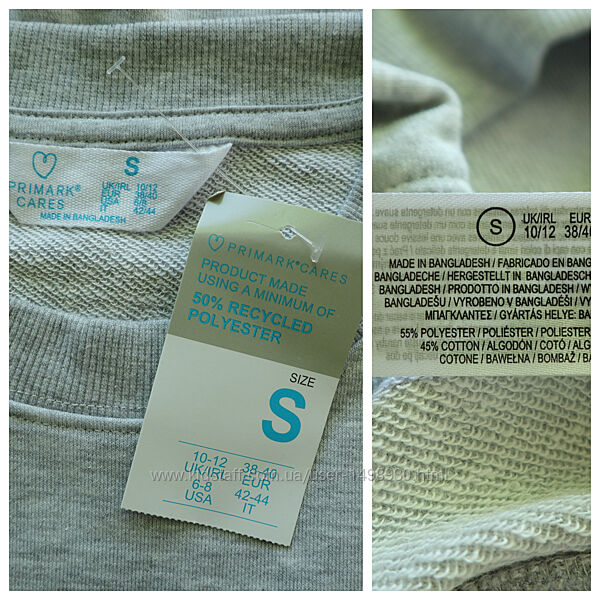 PRIMARK®
CARES
S
UK/IRL 10/12
EUR 38/40
USA 6/8
IT 42/44
MADE IN BANGLADESH
PRIMARK®CARES
PRODUCT MADE
USING A MINIMUM OF
50% RECYCLED
POLYESTER
SIZE
S
10-12 38-40
UK/IRL EUR
6-8 42-44
USA IT
S
UK/IRL EUR
10/12 38/40
MADE IN BANGLADESH / FABRICADO EN BANG
BANGLADECHE / HERGESTELLT IN BANGLADESCH
BANGLADESH / PRODOTTO IN BANGLADESH / W
BANGLADEŠU / VYROBENO V BANGLADÉŠI / VY
ΜΠΑΓΚΛΑΝΤΕΣ / GYÁRTÁS HELYE: BA
55% POLYESTER / POLIÉSTER / POLIESTER
45% COTTON / ALGODÓN / COTÓ / ALG
COTONE / BAWEŁNA / BOMBAŽ / BA